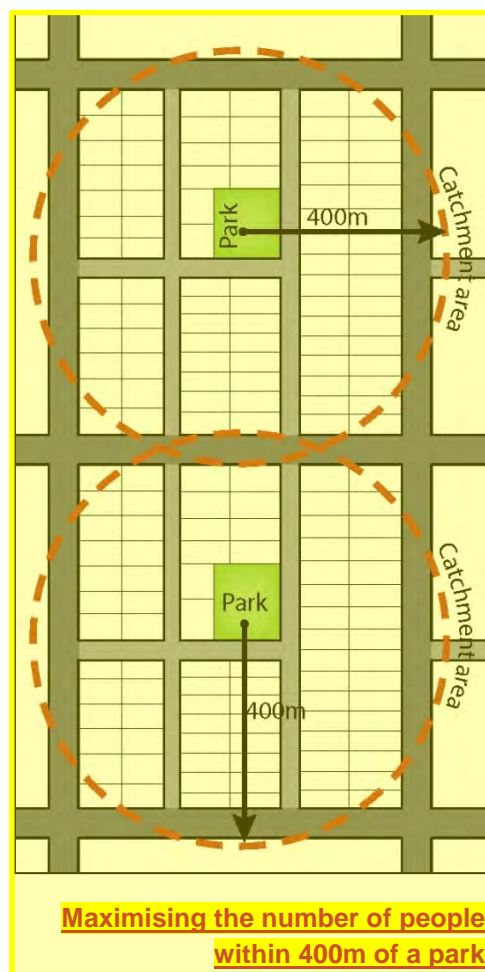 Park
400m
Catchment area
Park
400m
Catchment area
Maximising the number of people
within 400m of a park